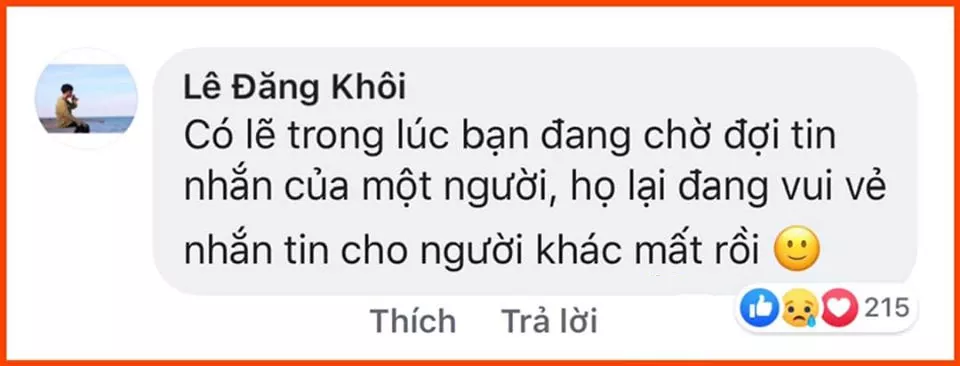 Lê Đăng Khôi
Có lẽ trong lúc bạn đang chờ đợi tin
nhắn của một người, họ lại đang vui vẻ
nhắn tin cho người khác mất rồi 🙂
215
Thích Trả lời